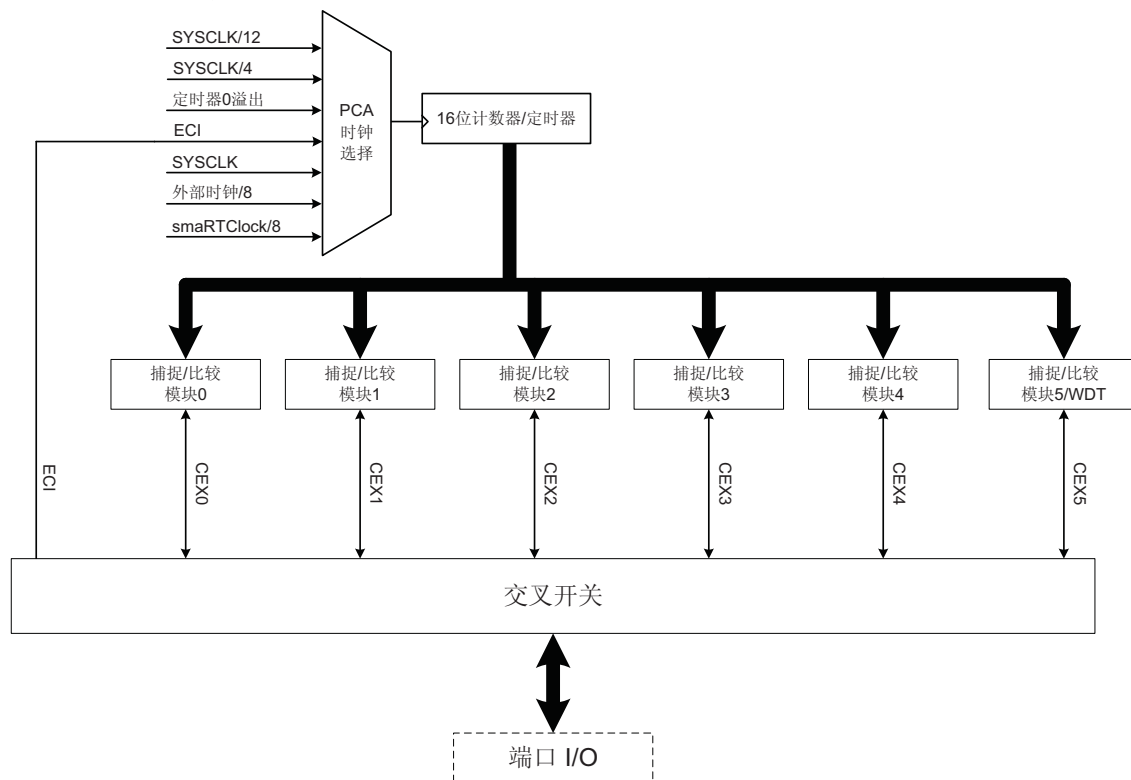 SYSCLK/12
SYSCLK/4
定时器0溢出
ECI
SYSCLK
外部时钟/8
smaRTClock/8
PCA
时钟
选择
16位计数器/定时器
捕捉/比较
模块0
捕捉/比较
模块1
捕捉/比较
模块2
捕捉/比较
模块3
捕捉/比较
模块4
捕捉/比较
模块5/WDT
ECI
CEX0
CEX1
CEX2
CEX3
CEX4
CEX5
交叉开关
端口 I/O